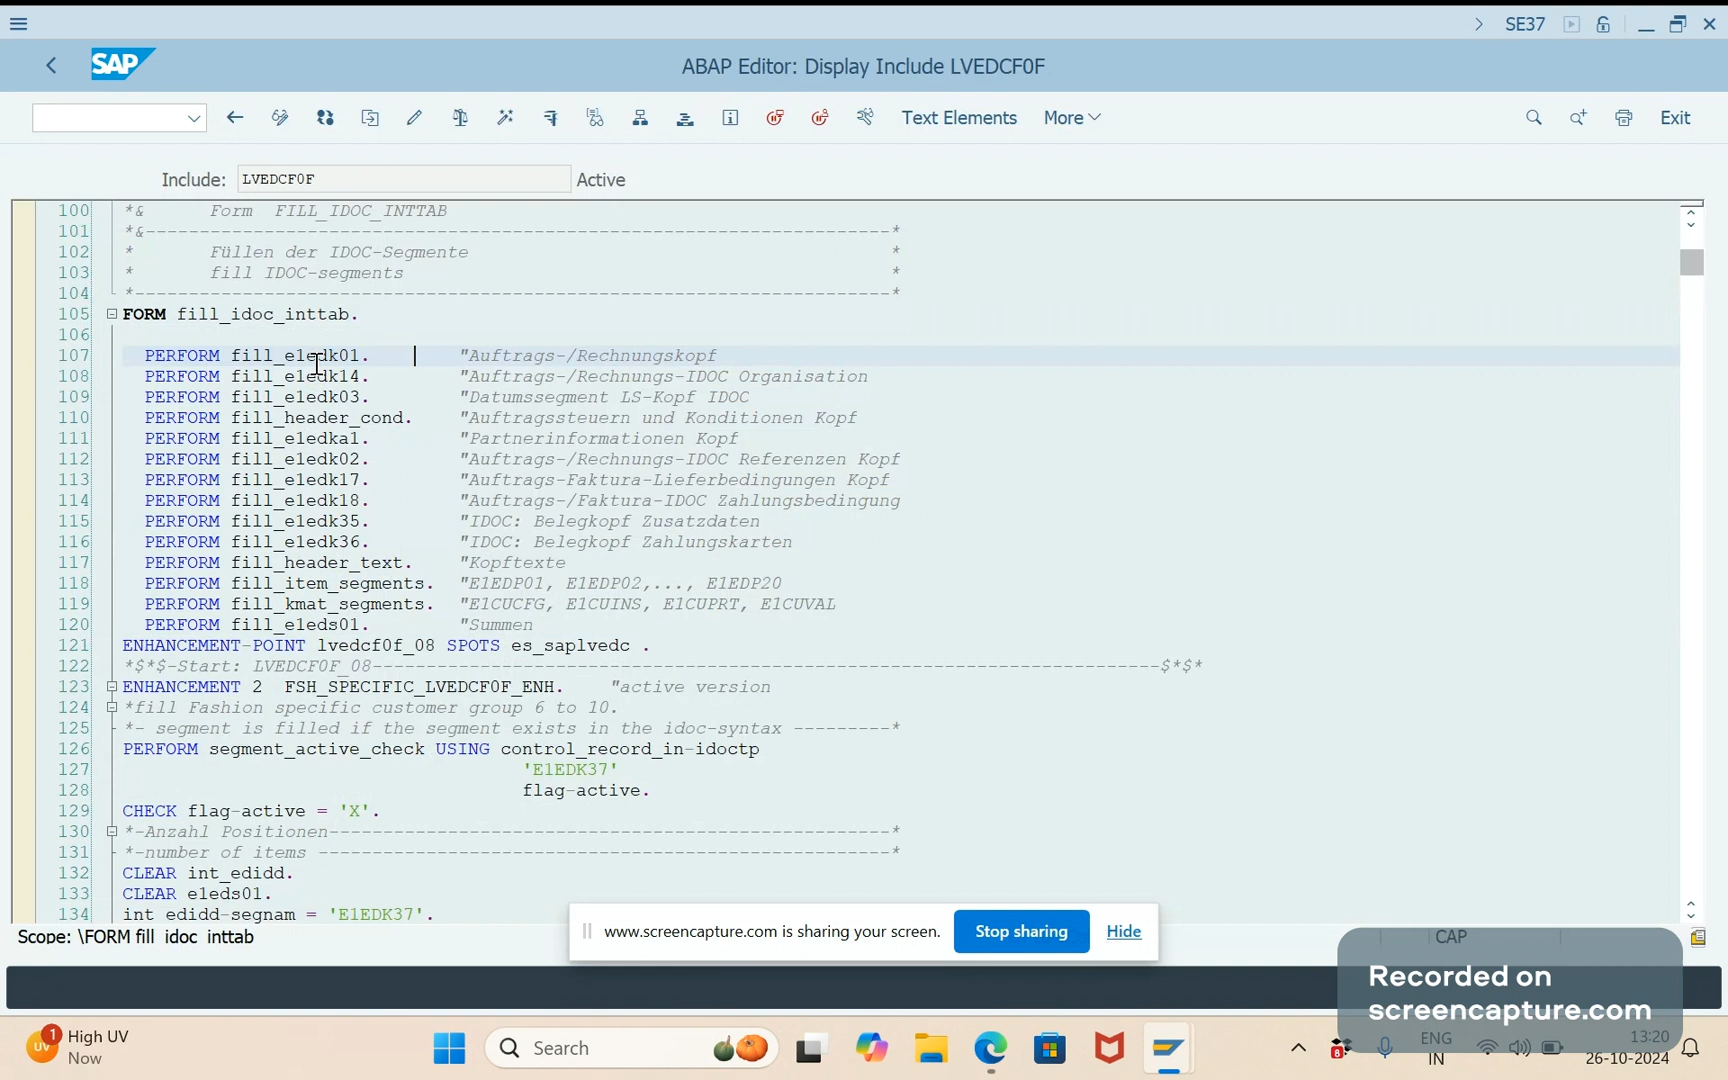 SE37
SAP
ABAP Editor: Display Include LVEDCF0F
Text Elements
More
Exit
Include: LVEDCF0F Active
100 *& Form FILL_IDOC_INTTAB
101 *&---------------------------------------------------------------------*
102 * Füllen der IDOC-Segmente *
103 * fill IDOC-segments *
104 *----------------------------------------------------------------------*
105 FORM fill_idoc_inttab.
106
107 PERFORM fill_e1edk01. "Auftrags-/Rechnungskopf
108 PERFORM fill_e1edk14. "Auftrags-/Rechnungs-IDOC Organisation
109 PERFORM fill_e1edk03. "Datumssegment LS-Kopf IDOC
110 PERFORM fill_header_cond. "Auftragssteuern und Konditionen Kopf
111 PERFORM fill_e1edka1. "Partnerinformationen Kopf
112 PERFORM fill_e1edk02. "Auftrags-/Rechnungs-IDOC Referenzen Kopf
113 PERFORM fill_e1edk17. "Auftrags-Faktura-Lieferbedingungen Kopf
114 PERFORM fill_e1edk18. "Auftrags-/Faktura-IDOC Zahlungsbedingung
115 PERFORM fill_e1edk35. "IDOC: Belegkopf Zusatzdaten
116 PERFORM fill_e1edk36. "IDOC: Belegkopf Zahlungskarten
117 PERFORM fill_header_text. "Kopftexte
118 PERFORM fill_item_segments. "E1EDP01, E1EDP02,..., E1EDP20
119 PERFORM fill_kmat_segments. "E1CUCFG, E1CUINS, E1CUPRT, E1CUVAL
120 PERFORM fill_e1eds01. "Summen
121 ENHANCEMENT-POINT lvedcf0f_08 SPOTS es_saplvedc .
122 *$*$-Start: LVEDCF0F_08-------------------------------------------------------------------------$*$*
123 ENHANCEMENT 2 FSH_SPECIFIC_LVEDCF0F_ENH. "active version
124 *fill Fashion specific customer group 6 to 10.
125 *- segment is filled if the segment exists in the idoc-syntax ---------*
126 PERFORM segment_active_check USING control_record_in-idoctp
127 'E1EDK37'
128 flag-active.
129 CHECK flag-active = 'X'.
130 *-Anzahl Positionen----------------------------------------------------*
131 *-number of items -----------------------------------------------------*
132 CLEAR int_edidd.
133 CLEAR e1eds01.
134 int_edidd-segnam = 'E1EDK37'.
www.screencapture.com is sharing your screen. Stop sharing Hide
Scope: \FORM fill_idoc_inttab
CAP
Recorded on
screencapture.com
1
High UV
Now
Search
8
ENG
IN
13:20
26-10-2024